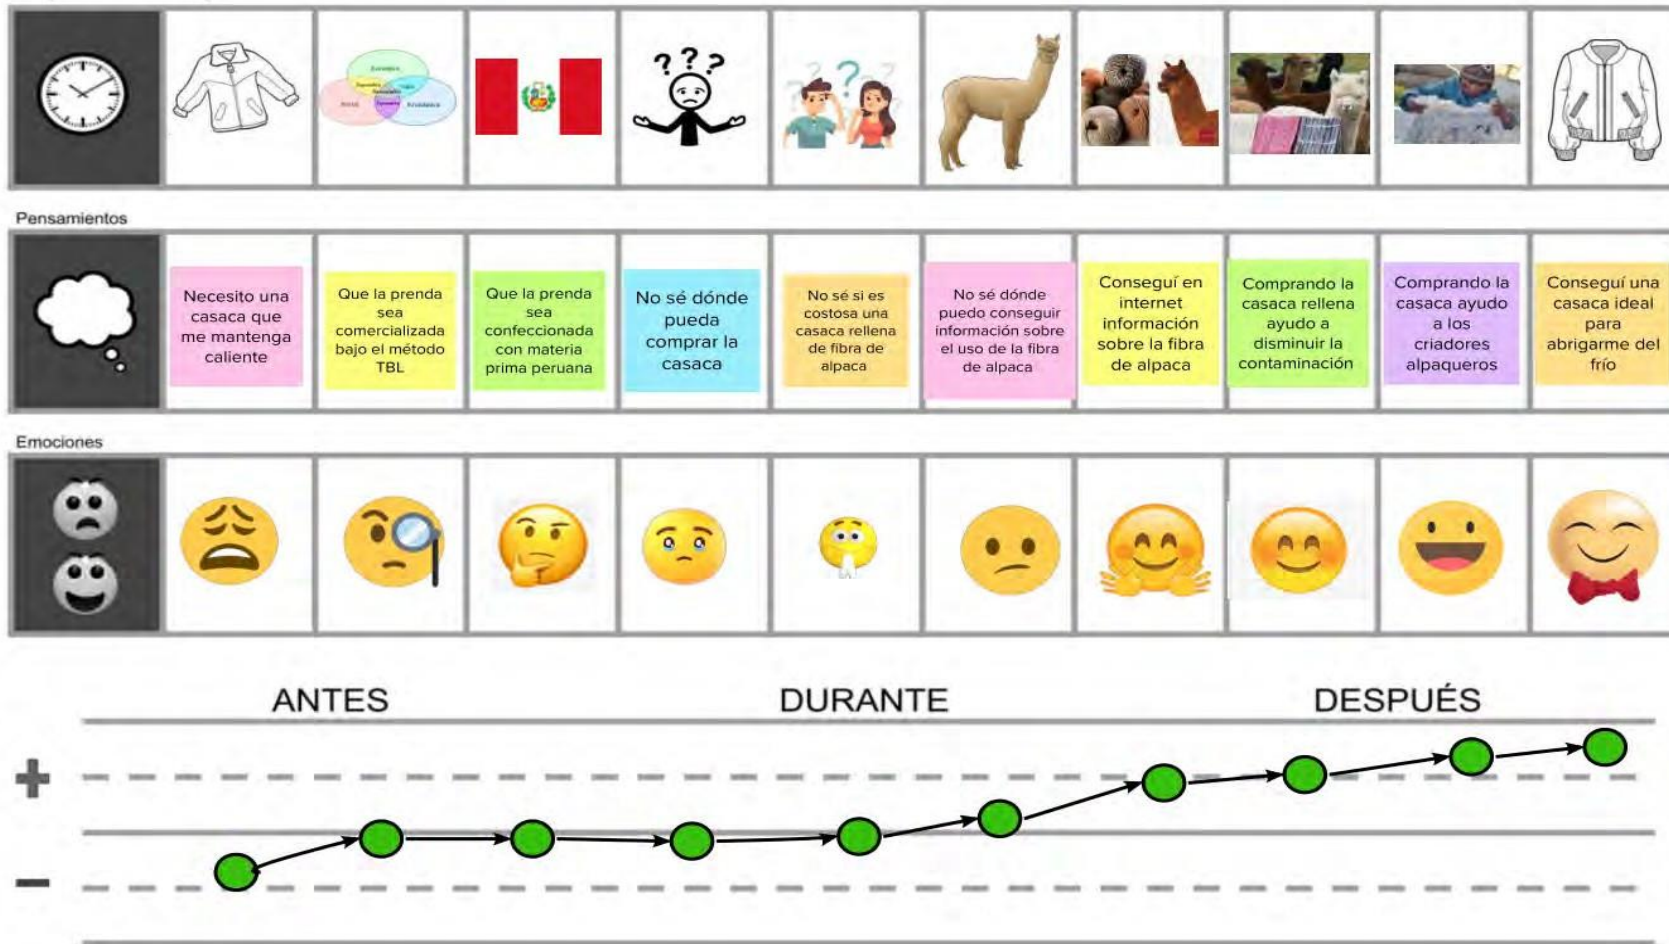 Pensamientos
Necesito una
casaca que
me mantenga
caliente
Que la prenda
sea
comercializada
bajo el método
TBL
Que la prenda
sea
confeccionada
con materia
prima peruana
No sé dónde
pueda
comprar la
casaca
No sé si es
costosa una
casaca rellena
de fibra de
alpaca
No sé dónde
puedo conseguir
información sobre
el uso de la fibra
de alpaca
Conseguí en
internet
información
sobre la fibra
de alpaca
Comprando la
casaca rellena
ayudo a
disminuir la
contaminación
Comprando la
casaca ayudo
a los
criadores
alpaqueros
Conseguí una
casaca ideal
para
abrigarme del
frío
Emociones
ANTES
DURANTE
DESPUÉS
+
−